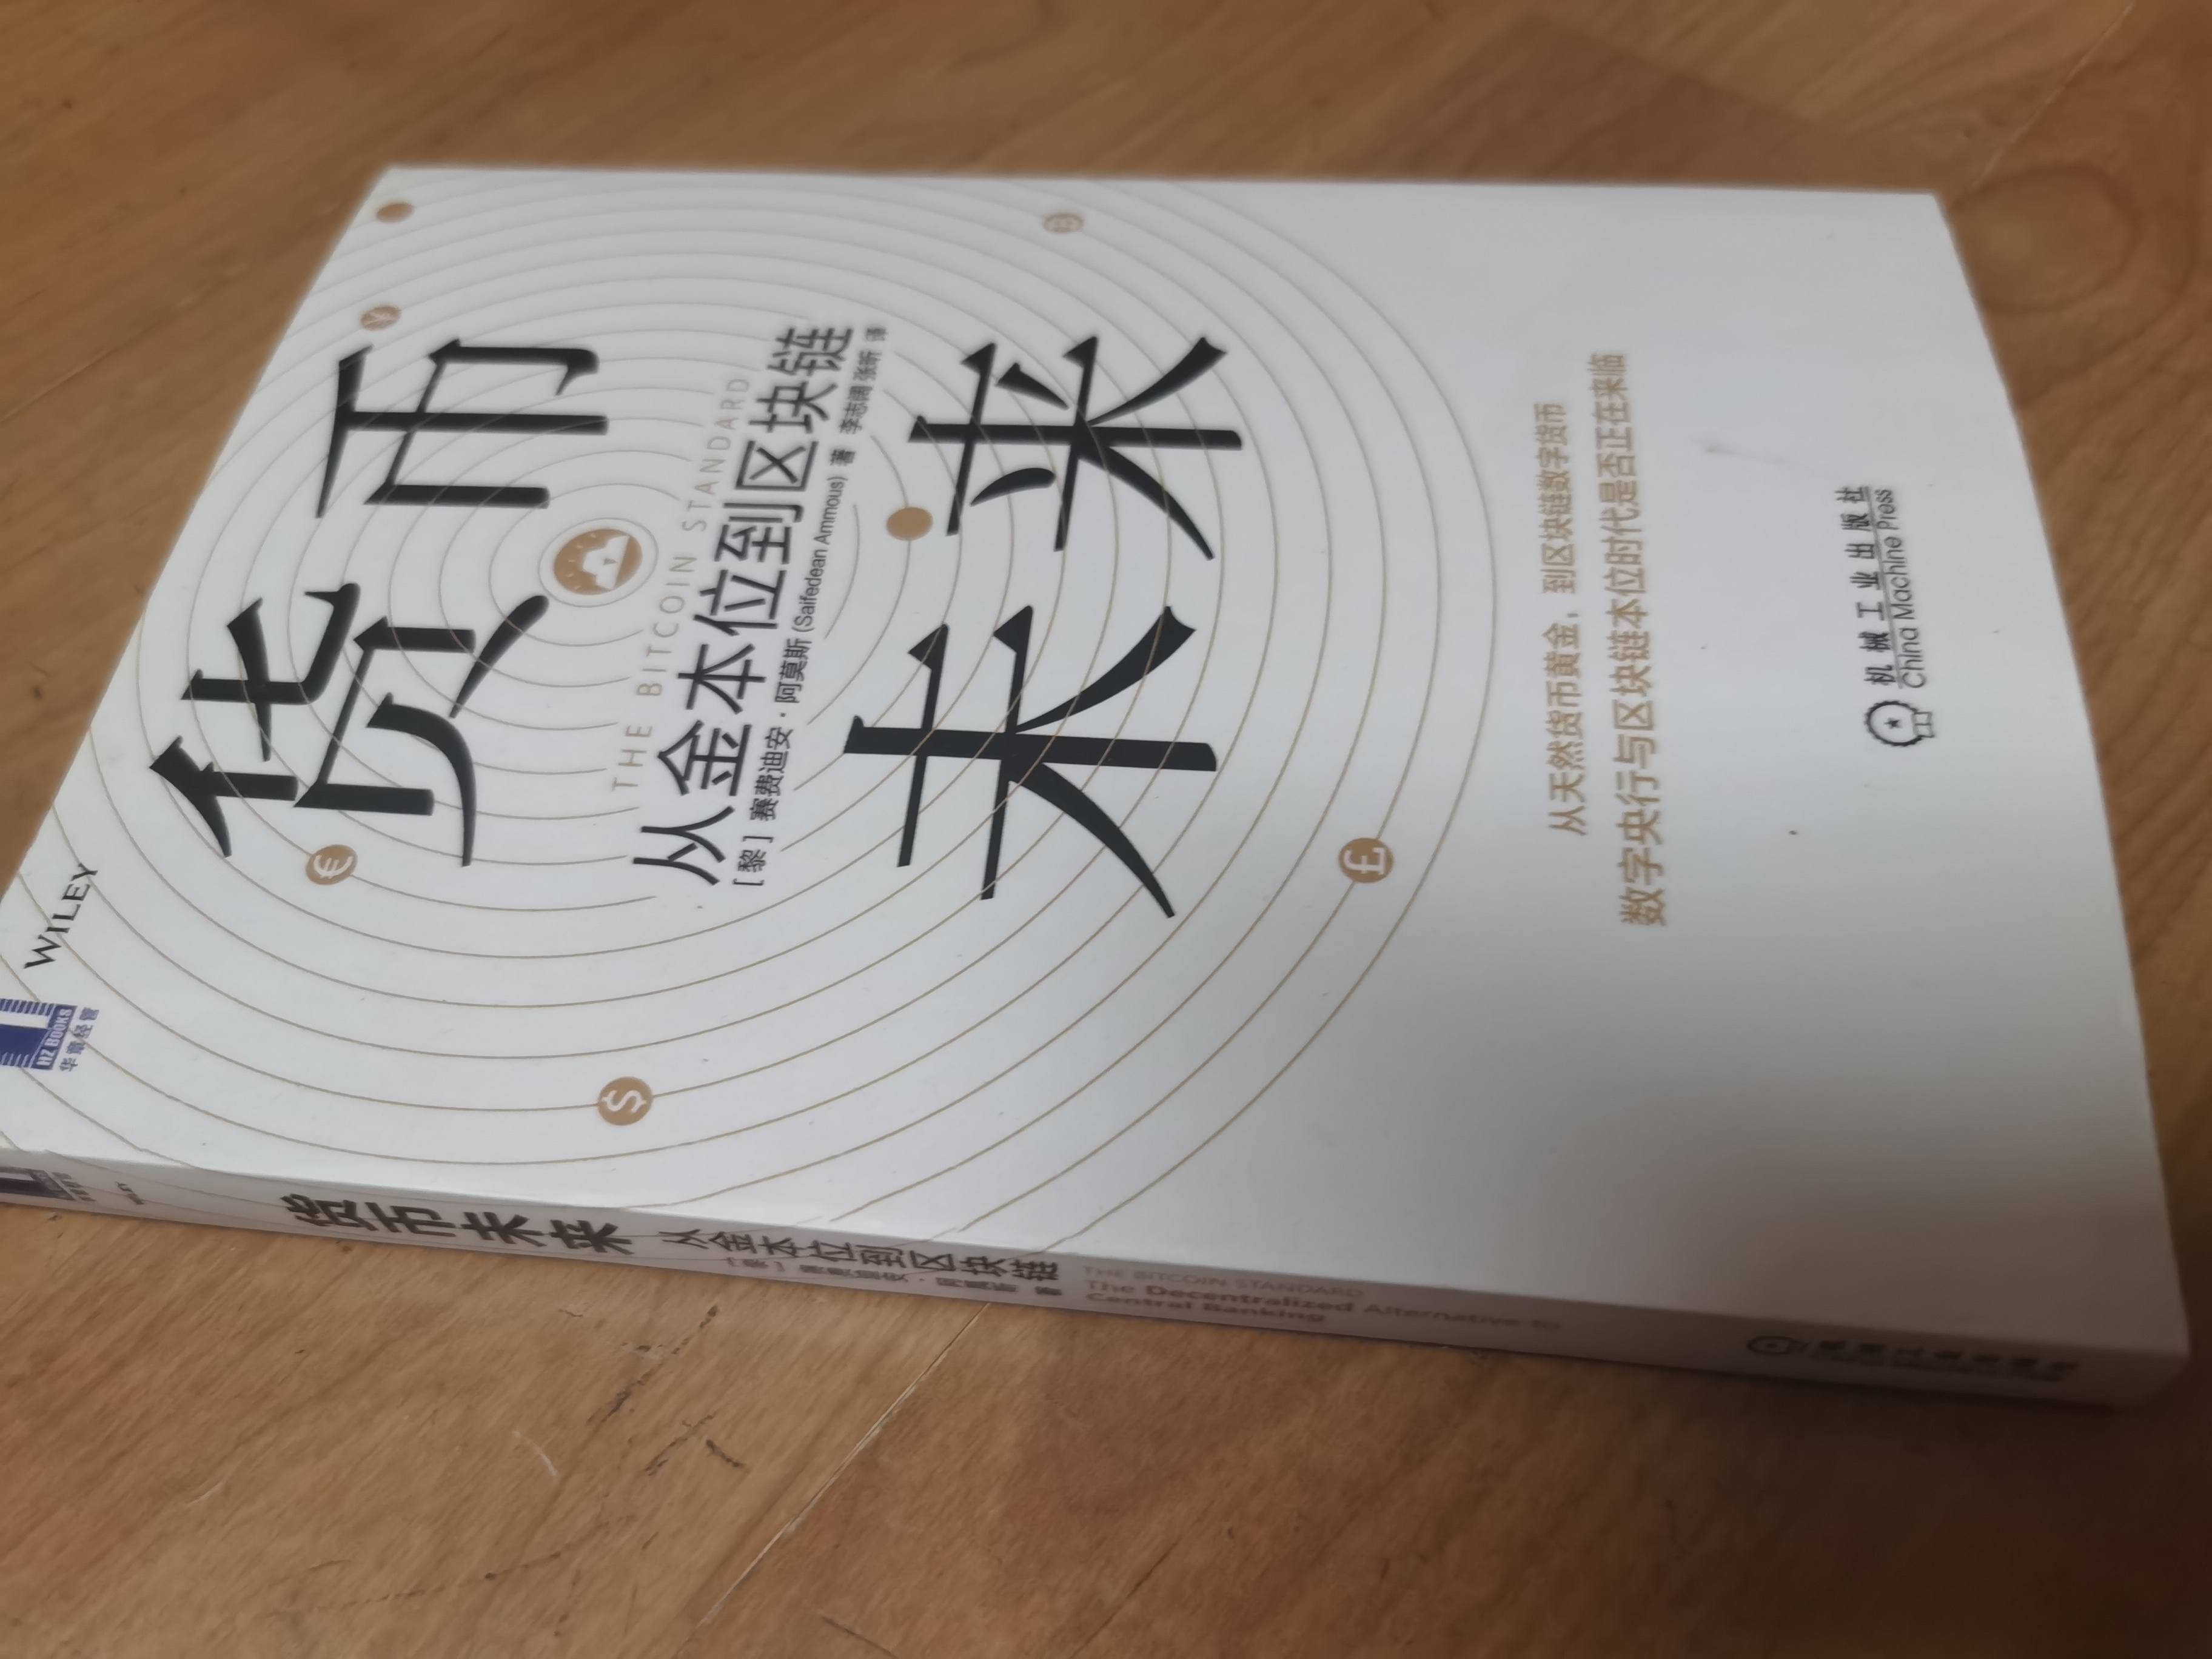 WILEY
HZ BOOKS
华章经管
货币
THE BITCOIN STANDARD
从金本位到区块链
[黎] 赛费迪安·阿莫斯 (Saifedean Ammous) 著 李志阔 张昕 译
未来
€
¥
$
£
从天然货币黄金，到区块链数字货币
数字央行与区块链本位时代是否正在来临
机械工业出版社
China Machine Press
货币未来 从金本位到区块链
THE BITCOIN STANDARD
The Decentralized Alternative to
Central Banking